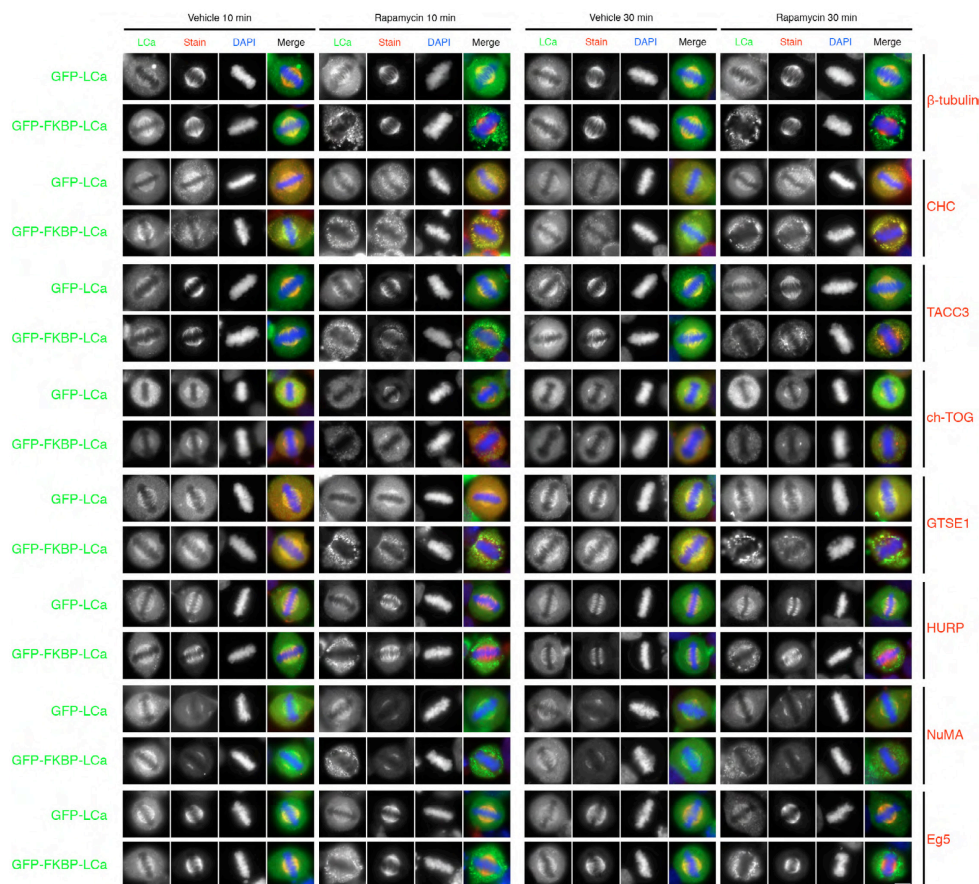 Vehicle 10 min Rapamycin 10 min Vehicle 30 min Rapamycin 30 min
LCa Stain DAPI Merge LCa Stain DAPI Merge LCa Stain DAPI Merge LCa Stain DAPI Merge
GFP-LCa
β-tubulin
GFP-FKBP-LCa
GFP-LCa
CHC
GFP-FKBP-LCa
GFP-LCa
TACC3
GFP-FKBP-LCa
GFP-LCa
ch-TOG
GFP-FKBP-LCa
GFP-LCa
GTSE1
GFP-FKBP-LCa
GFP-LCa
HURP
GFP-FKBP-LCa
GFP-LCa
NuMA
GFP-FKBP-LCa
GFP-LCa
Eg5
GFP-FKBP-LCa